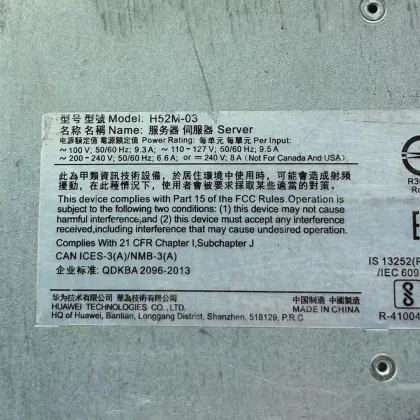 型号 型號 Model: H52M-03
名称 名稱 Name: 服务器 伺服器 Server
电源额定值 電源額定值 Power Rating: 每单元 每單元 Per Input:
~ 100 V; 50/60 Hz; 9.3 A; ~ 110 - 127V; 50/60 Hz; 9.5 A
~ 200 - 240 V; 50/60 Hz; 6.6 A; or ⎓ 240 V; 8 A (Not For Canada And USA)
此為甲類資訊技術設備，於居住環境中使用時，可能會造成射頻
擾動，在此種情況下，使用者會被要求採取某些適當的對策。
This device complies with Part 15 of the FCC Rules.Operation is
subject to the following two conditions: (1) this device may not cause
harmful interference,and (2) this device must accept any interference
received,including interference that may cause undesired operation.
Complies With 21 CFR Chapter I,Subchapter J
CAN ICES-3(A)/NMB-3(A)
企业标准: QDKBA 2096-2013
IS 13252(P
/IEC 609
华为技术有限公司 華為技術有限公司
HUAWEI TECHNOLOGIES CO., LTD.
HQ of Huawei, Bantian, Longgang District, Shenzhen, 518129, P.R.C
中国制造 中國製造
MADE IN CHINA
R-41004